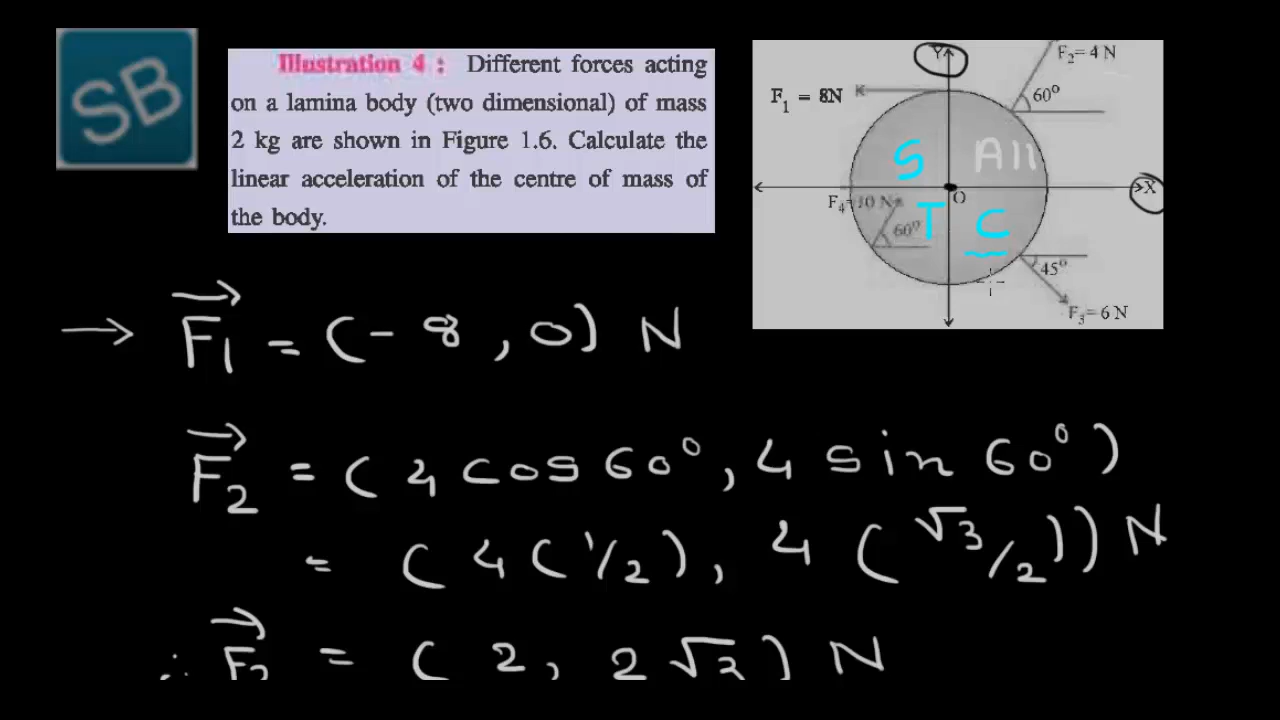 SB
Illustration 4 : Different forces acting
on a lamina body (two dimensional) of mass
2 kg are shown in Figure 1.6. Calculate the
linear acceleration of the centre of mass of
the body.
Y
F₂= 4 N
F₁ = 8N
60°
S
All
X
O
F₄=10 N
T
C
60°
45°
F₃= 6 N
→ F₁ = (- 8 , 0) N
F₂ = ( 4 cos 60° , 4 sin 60° )
= ( 4 ( 1/2 ) , 4 ( √3/2 ) ) N
∴ F₂ = ( 2 , 2 √3 ) N